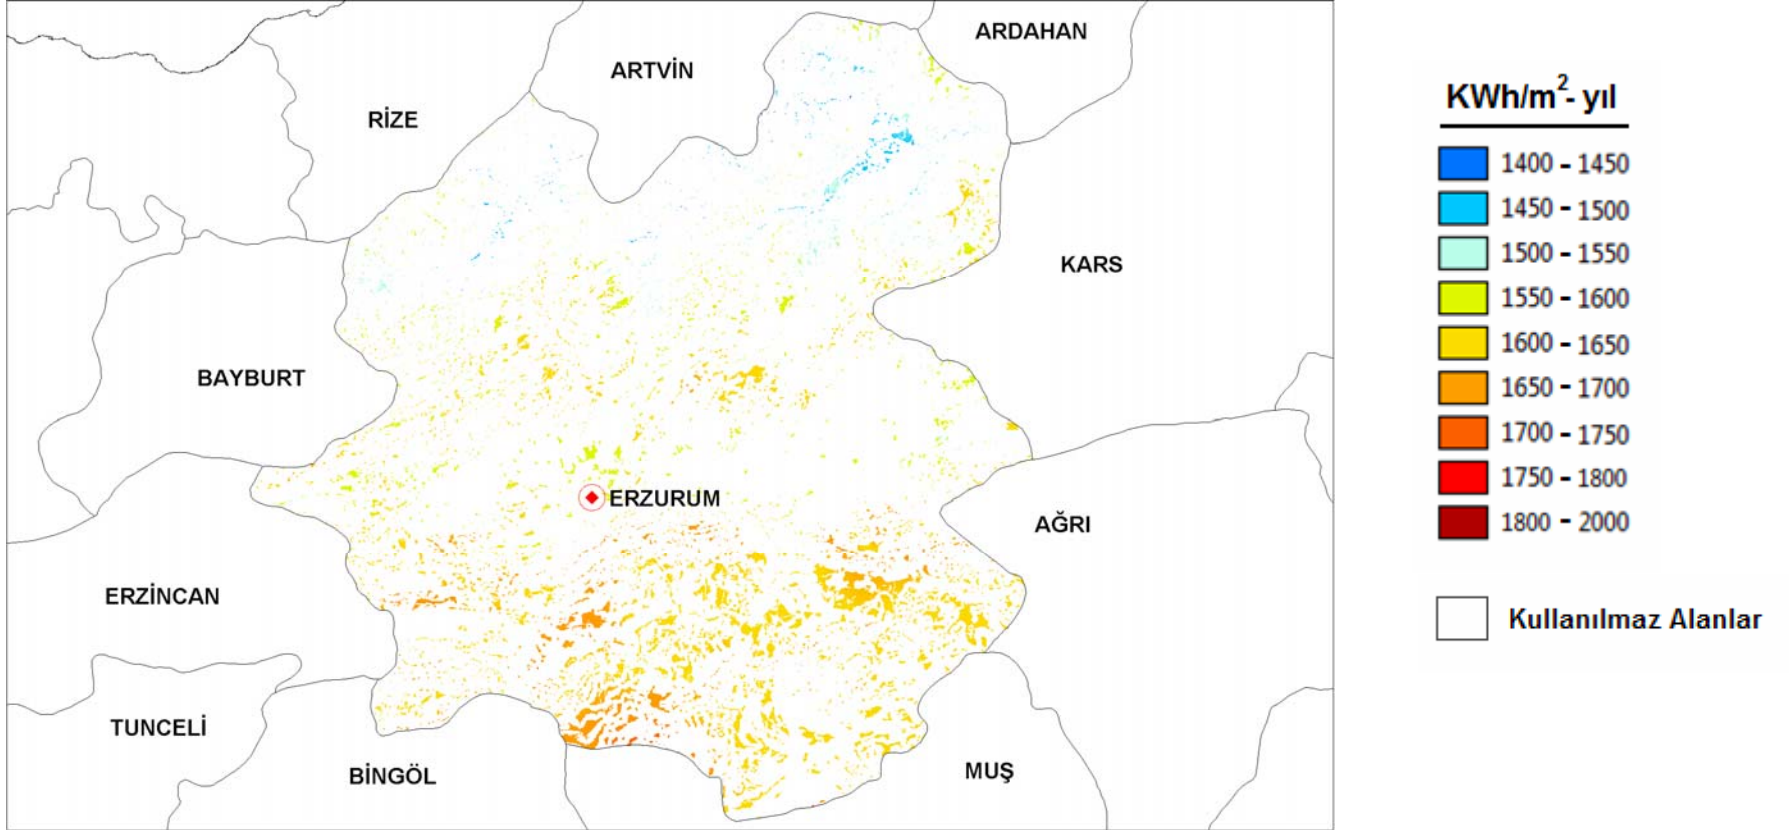 ARDAHAN
ARTVİN
RİZE
KARS
BAYBURT
ERZURUM
AĞRI
ERZİNCAN
TUNCELİ
BİNGÖL
MUŞ
KWh/m²- yıl
1400 - 1450
1450 - 1500
1500 - 1550
1550 - 1600
1600 - 1650
1650 - 1700
1700 - 1750
1750 - 1800
1800 - 2000
Kullanılmaz Alanlar